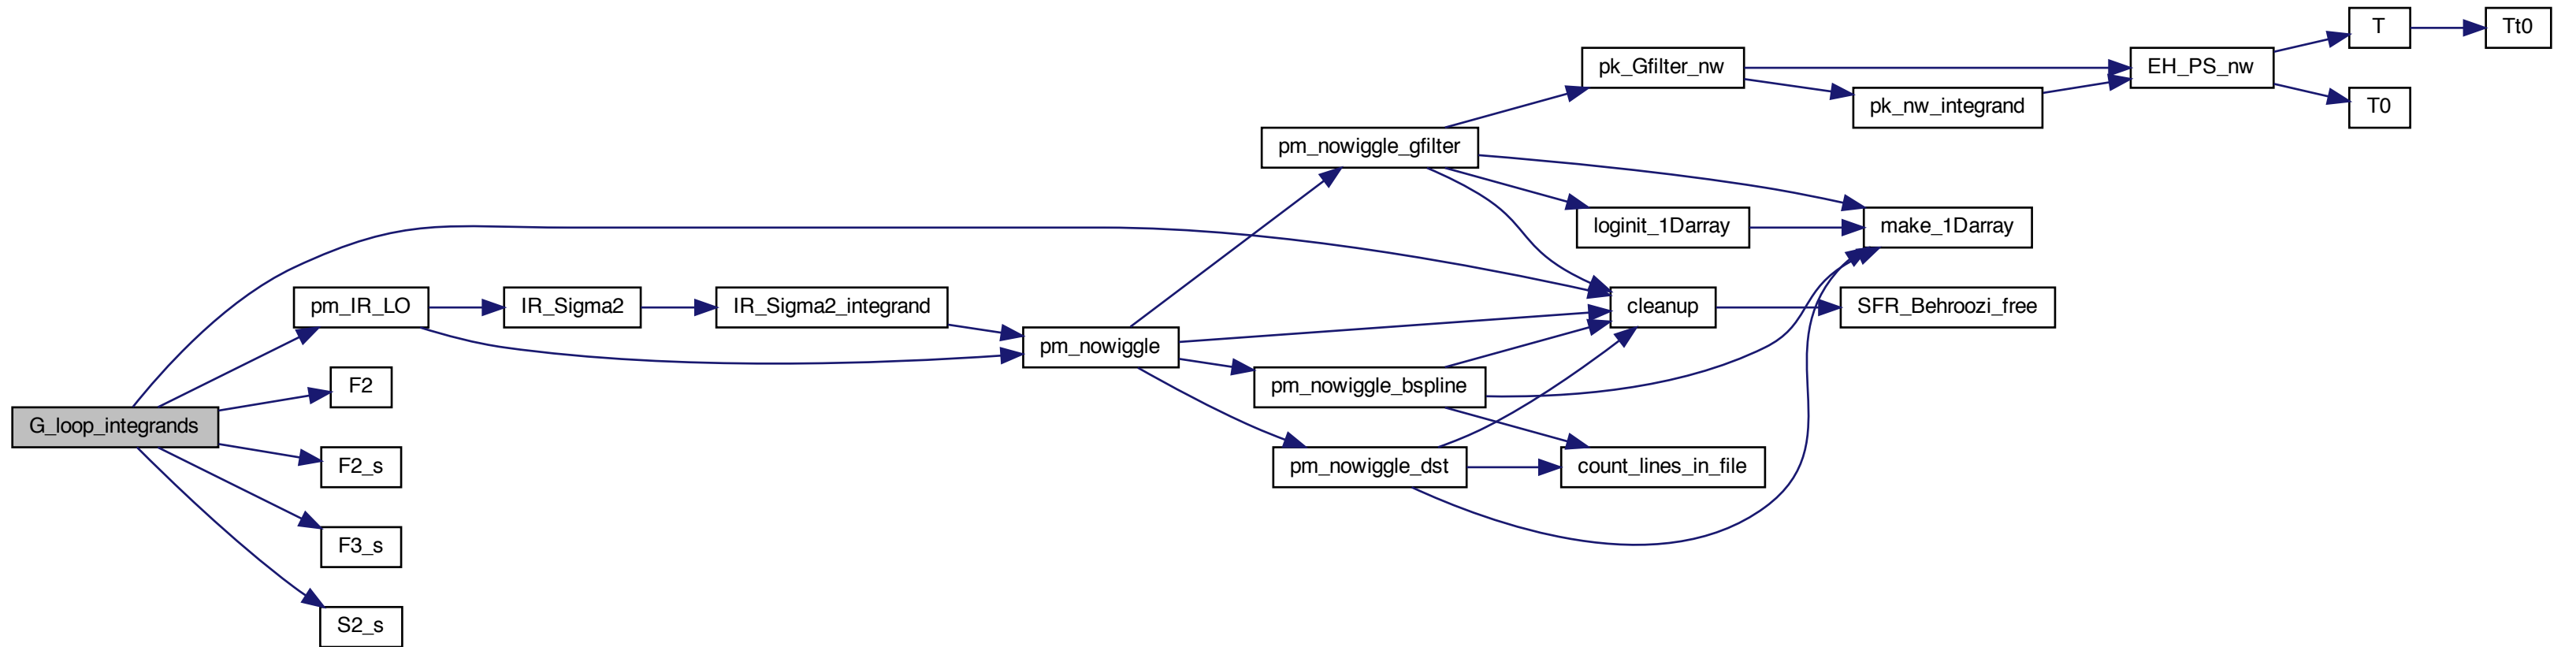 T
Tt0
pk_Gfilter_nw
EH_PS_nw
pk_nw_integrand
T0
pm_nowiggle_gfilter
loginit_1Darray
make_1Darray
pm_IR_LO
IR_Sigma2
IR_Sigma2_integrand
cleanup
SFR_Behroozi_free
pm_nowiggle
F2
pm_nowiggle_bspline
G_loop_integrands
F2_s
pm_nowiggle_dst
count_lines_in_file
F3_s
S2_s